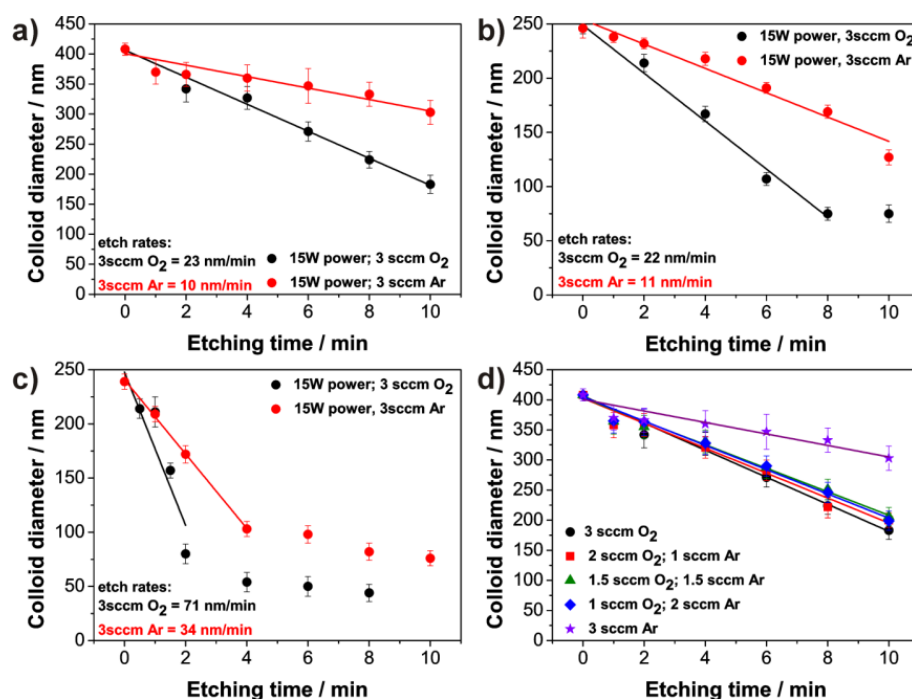 a)
450
400
350
300
250
200
150
100
50
0
Colloid diameter / nm
etch rates:
3sccm O₂ = 23 nm/min
3sccm Ar = 10 nm/min
15W power; 3 sccm O₂
15W power; 3 sccm Ar
0 2 4 6 8 10
Etching time / min
b)
250
200
150
100
50
0
Colloid diameter / nm
15W power, 3sccm O₂
15W power, 3sccm Ar
etch rates:
3sccm O₂ = 22 nm/min
3sccm Ar = 11 nm/min
0 2 4 6 8 10
Etching time / min
c)
250
200
150
100
50
0
Colloid diameter / nm
15W power; 3 sccm O₂
15W power, 3sccm Ar
etch rates:
3sccm O₂ = 71 nm/min
3sccm Ar = 34 nm/min
0 2 4 6 8 10
Etching time / min
d)
450
400
350
300
250
200
150
100
50
0
Colloid diameter / nm
3 sccm O₂
2 sccm O₂; 1 sccm Ar
1.5 sccm O₂; 1.5 sccm Ar
1 sccm O₂; 2 sccm Ar
3 sccm Ar
0 2 4 6 8 10
Etching time / min